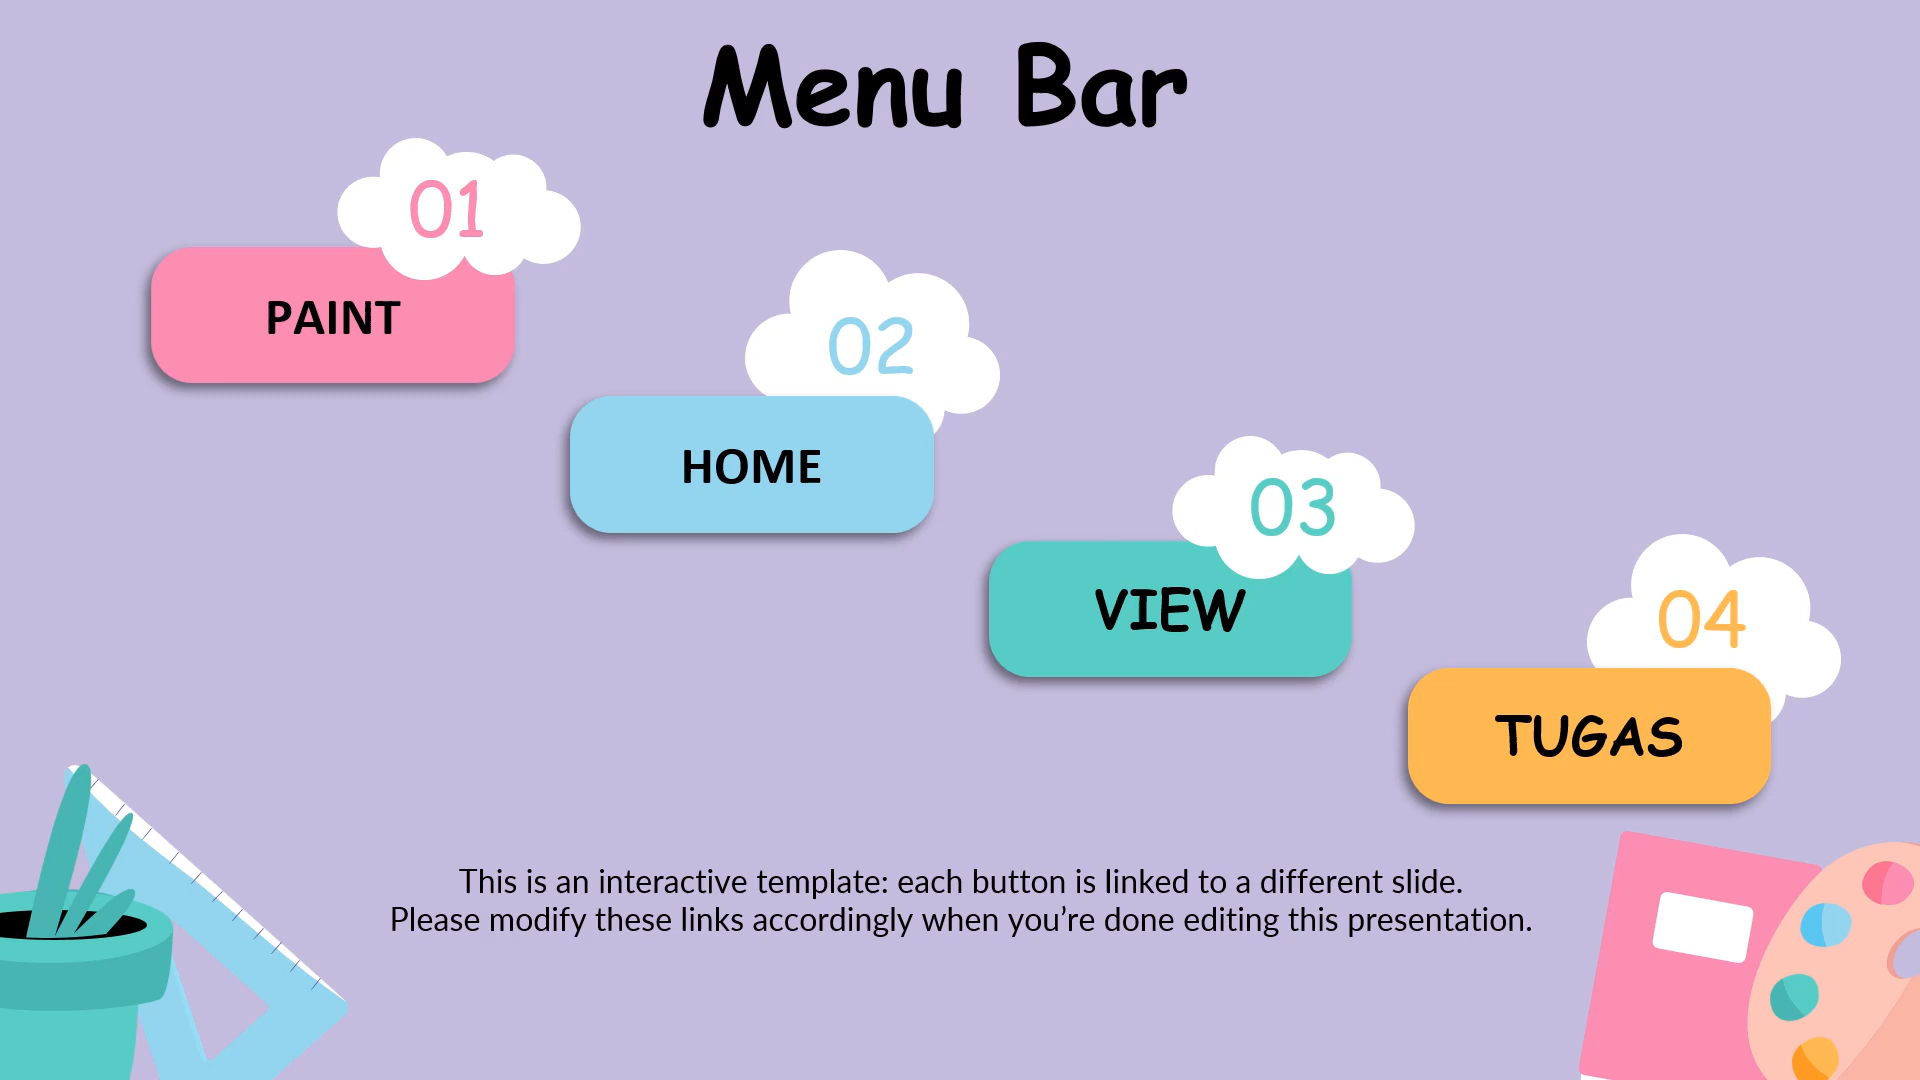 Menu Bar
01
PAINT
02
HOME
03
VIEW
04
TUGAS
This is an interactive template: each button is linked to a different slide.
Please modify these links accordingly when you’re done editing this presentation.